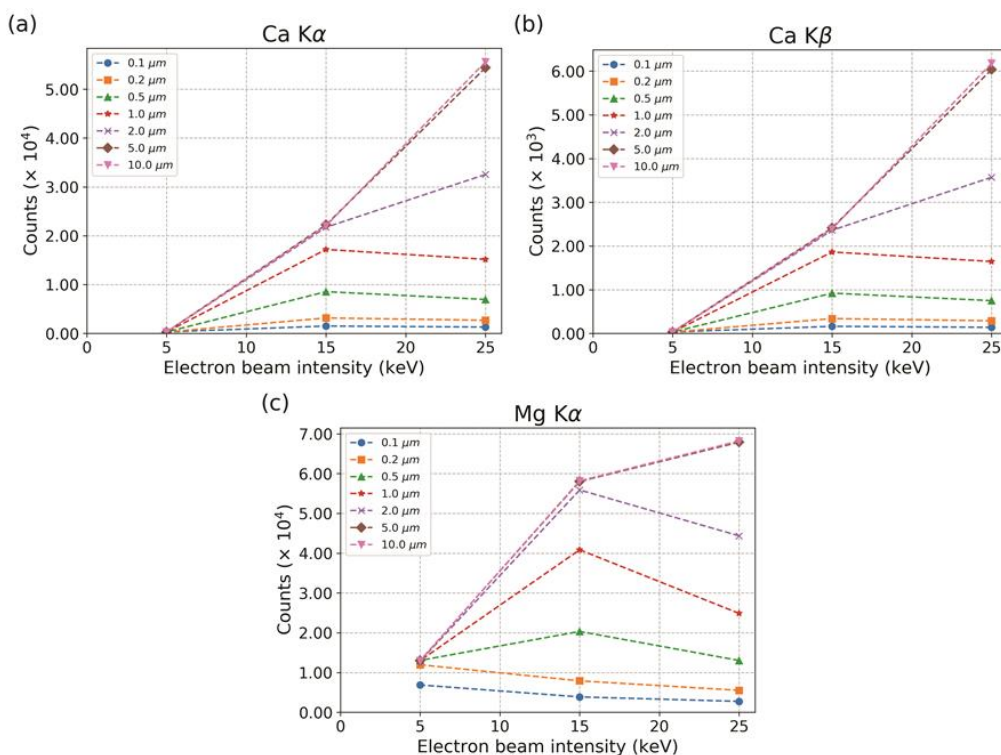 (a)
Ca Kα
Counts (× 10⁴)
5.00
4.00
3.00
2.00
1.00
0.00
0.1 μm
0.2 μm
0.5 μm
1.0 μm
2.0 μm
5.0 μm
10.0 μm
0 5 10 15 20 25
Electron beam intensity (keV)
(b)
Ca Kβ
Counts (× 10³)
6.00
5.00
4.00
3.00
2.00
1.00
0.00
0.1 μm
0.2 μm
0.5 μm
1.0 μm
2.0 μm
5.0 μm
10.0 μm
0 5 10 15 20 25
Electron beam intensity (keV)
(c)
Mg Kα
Counts (× 10⁴)
7.00
6.00
5.00
4.00
3.00
2.00
1.00
0.00
0.1 μm
0.2 μm
0.5 μm
1.0 μm
2.0 μm
5.0 μm
10.0 μm
0 5 10 15 20 25
Electron beam intensity (keV)